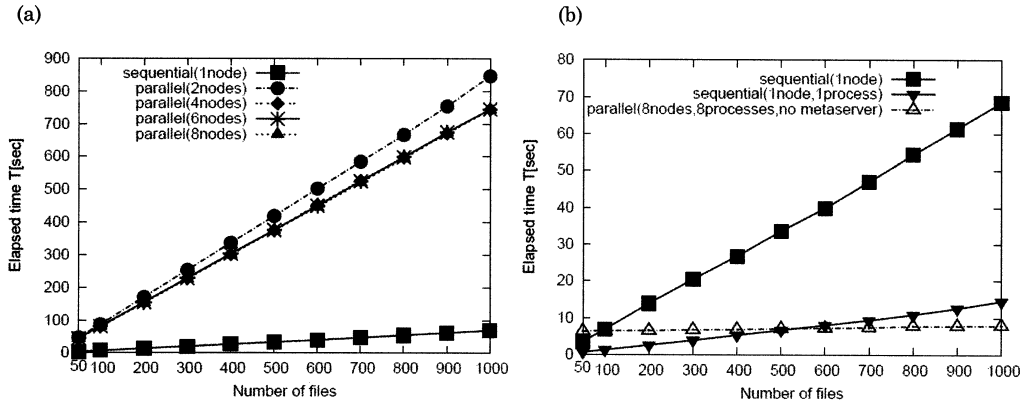 (a)
900
800
700
600
500
400
300
200
100
0
Elapsed time T[sec]
sequential(1node)
parallel(2nodes)
parallel(4nodes)
parallel(6nodes)
parallel(8nodes)
50 100 200 300 400 500 600 700 800 900 1000
Number of files
(b)
80
70
60
50
40
30
20
10
0
Elapsed time T[sec]
sequential(1node)
sequential(1node,1process)
parallel(8nodes,8processes,no metaserver)
50 100 200 300 400 500 600 700 800 900 1000
Number of files